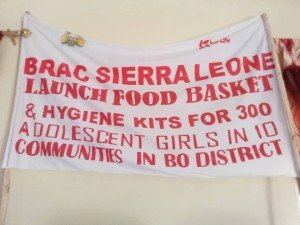 BRAC SIERRA LEONE
LAUNCH FOOD BASKET
& HYGIENE KITS FOR 300
ADOLESCENT GIRLS IN 10
COMMUNITIES IN BO DISTRICT